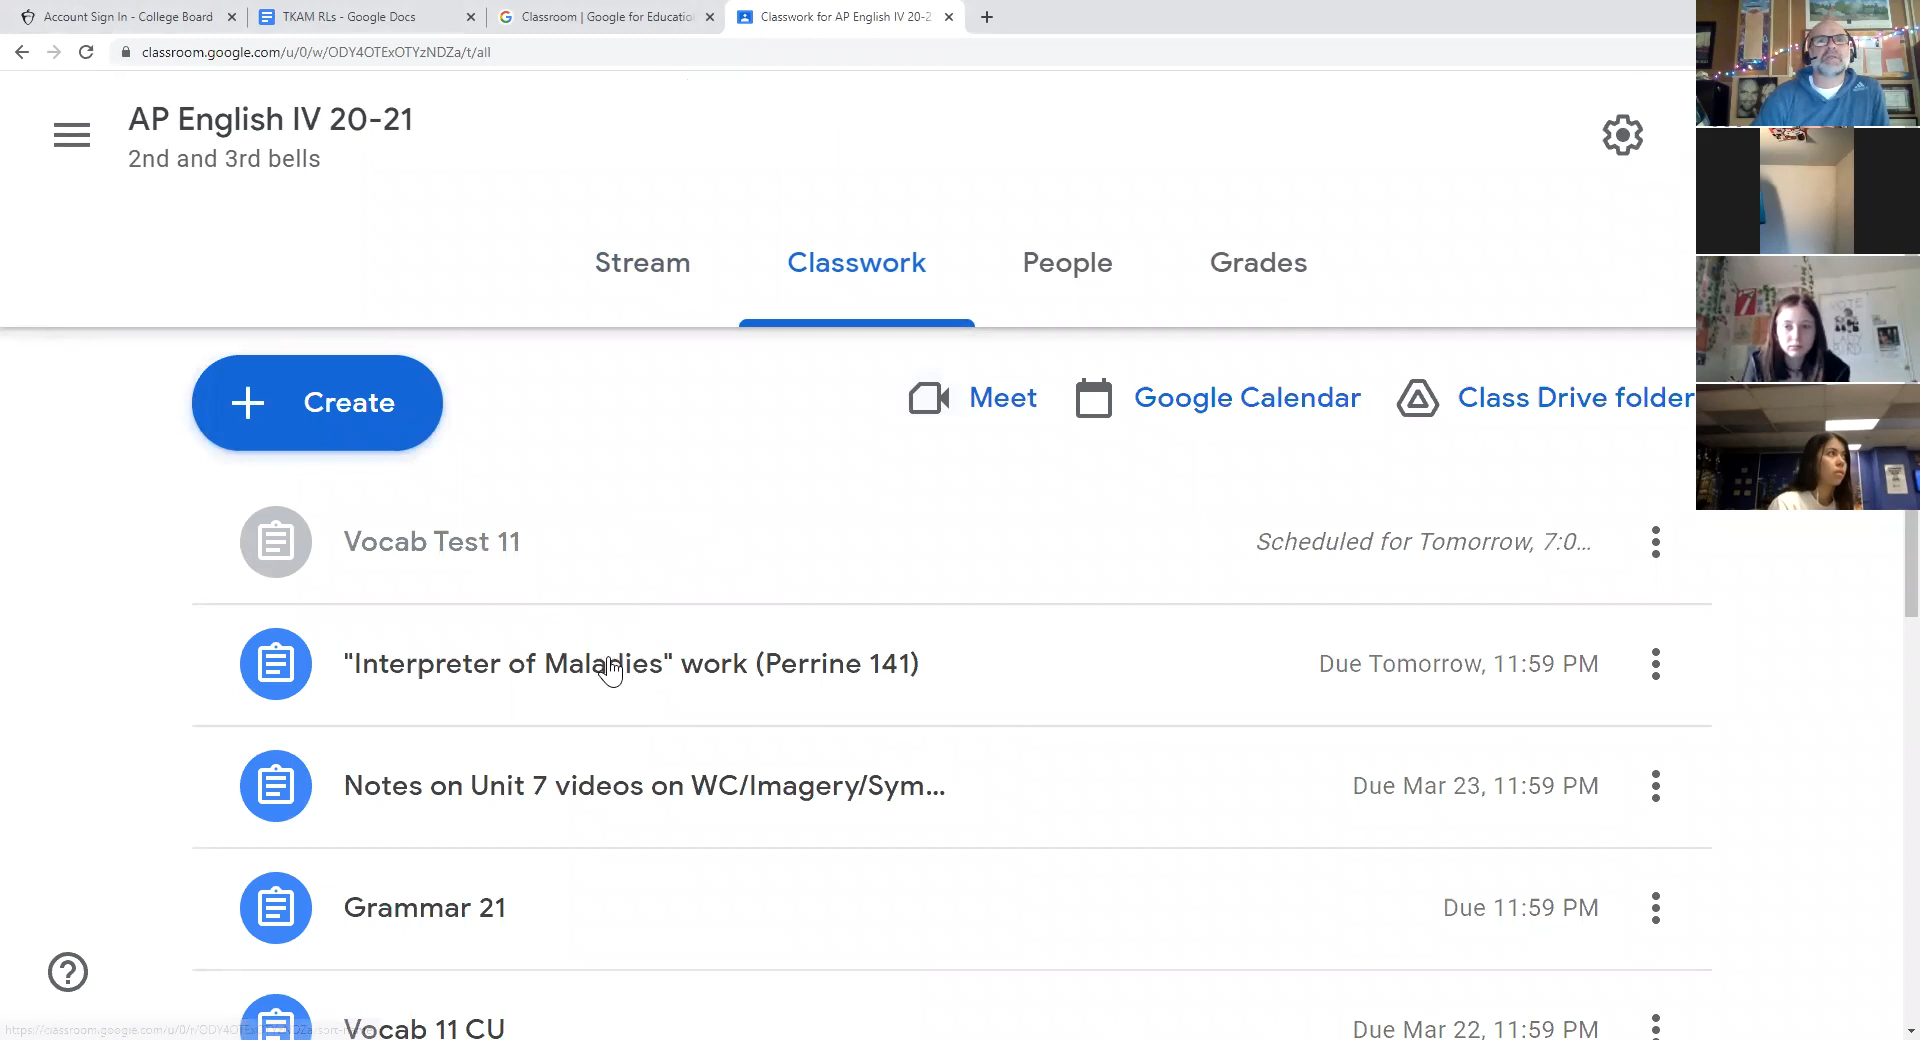 Account Sign In - College Board
TKAM RLs - Google Docs
Classroom | Google for Educatio
Classwork for AP English IV 20-2
classroom.google.com/u/0/w/ODY4OTExOTYzNDZa/t/all
AP English IV 20-21
2nd and 3rd bells
Stream
Classwork
People
Grades
Create
Meet
Google Calendar
Class Drive folder
Vocab Test 11
Scheduled for Tomorrow, 7:0...
"Interpreter of Maladies" work (Perrine 141)
Due Tomorrow, 11:59 PM
Notes on Unit 7 videos on WC/Imagery/Sym...
Due Mar 23, 11:59 PM
Grammar 21
Due 11:59 PM
Vocab 11 CU
Due Mar 22, 11:59 PM